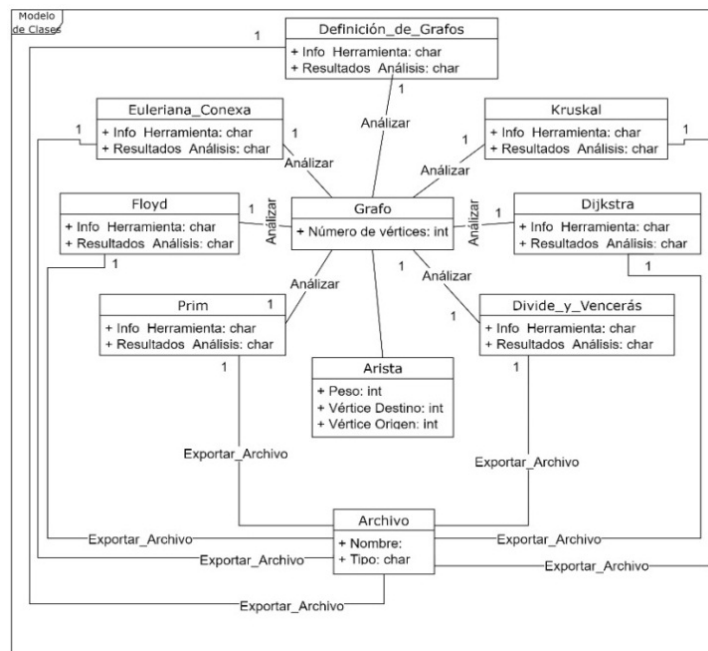 Modelo
de Clases
1
Definición_de_Grafos
+ Info Herramienta: char
+ Resultados Análisis: char
1
Análizar
1
Euleriana_Conexa
+ Info Herramienta: char
+ Resultados Análisis: char
1
Análizar
Kruskal
+ Info Herramienta: char
+ Resultados Análisis: char
1
1
Análizar
Floyd
+ Info Herramienta: char
+ Resultados Análisis: char
1
Análizar
1
Grafo
+ Número de vértices: int
1
Análizar
1
Dijkstra
+ Info Herramienta: char
+ Resultados Análisis: char
1
Prim
+ Info Herramienta: char
+ Resultados Análisis: char
1
Análizar
1
Análizar
1
Divide_y_Vencerás
+ Info Herramienta: char
+ Resultados Análisis: char
1
Arista
+ Peso: int
+ Vértice Destino: int
+ Vértice Origen: int
Exportar_Archivo
Exportar_Archivo
Archivo
+ Nombre:
+ Tipo: char
Exportar_Archivo
Exportar_Archivo
Exportar_Archivo
Exportar_Archivo
Exportar_Archivo